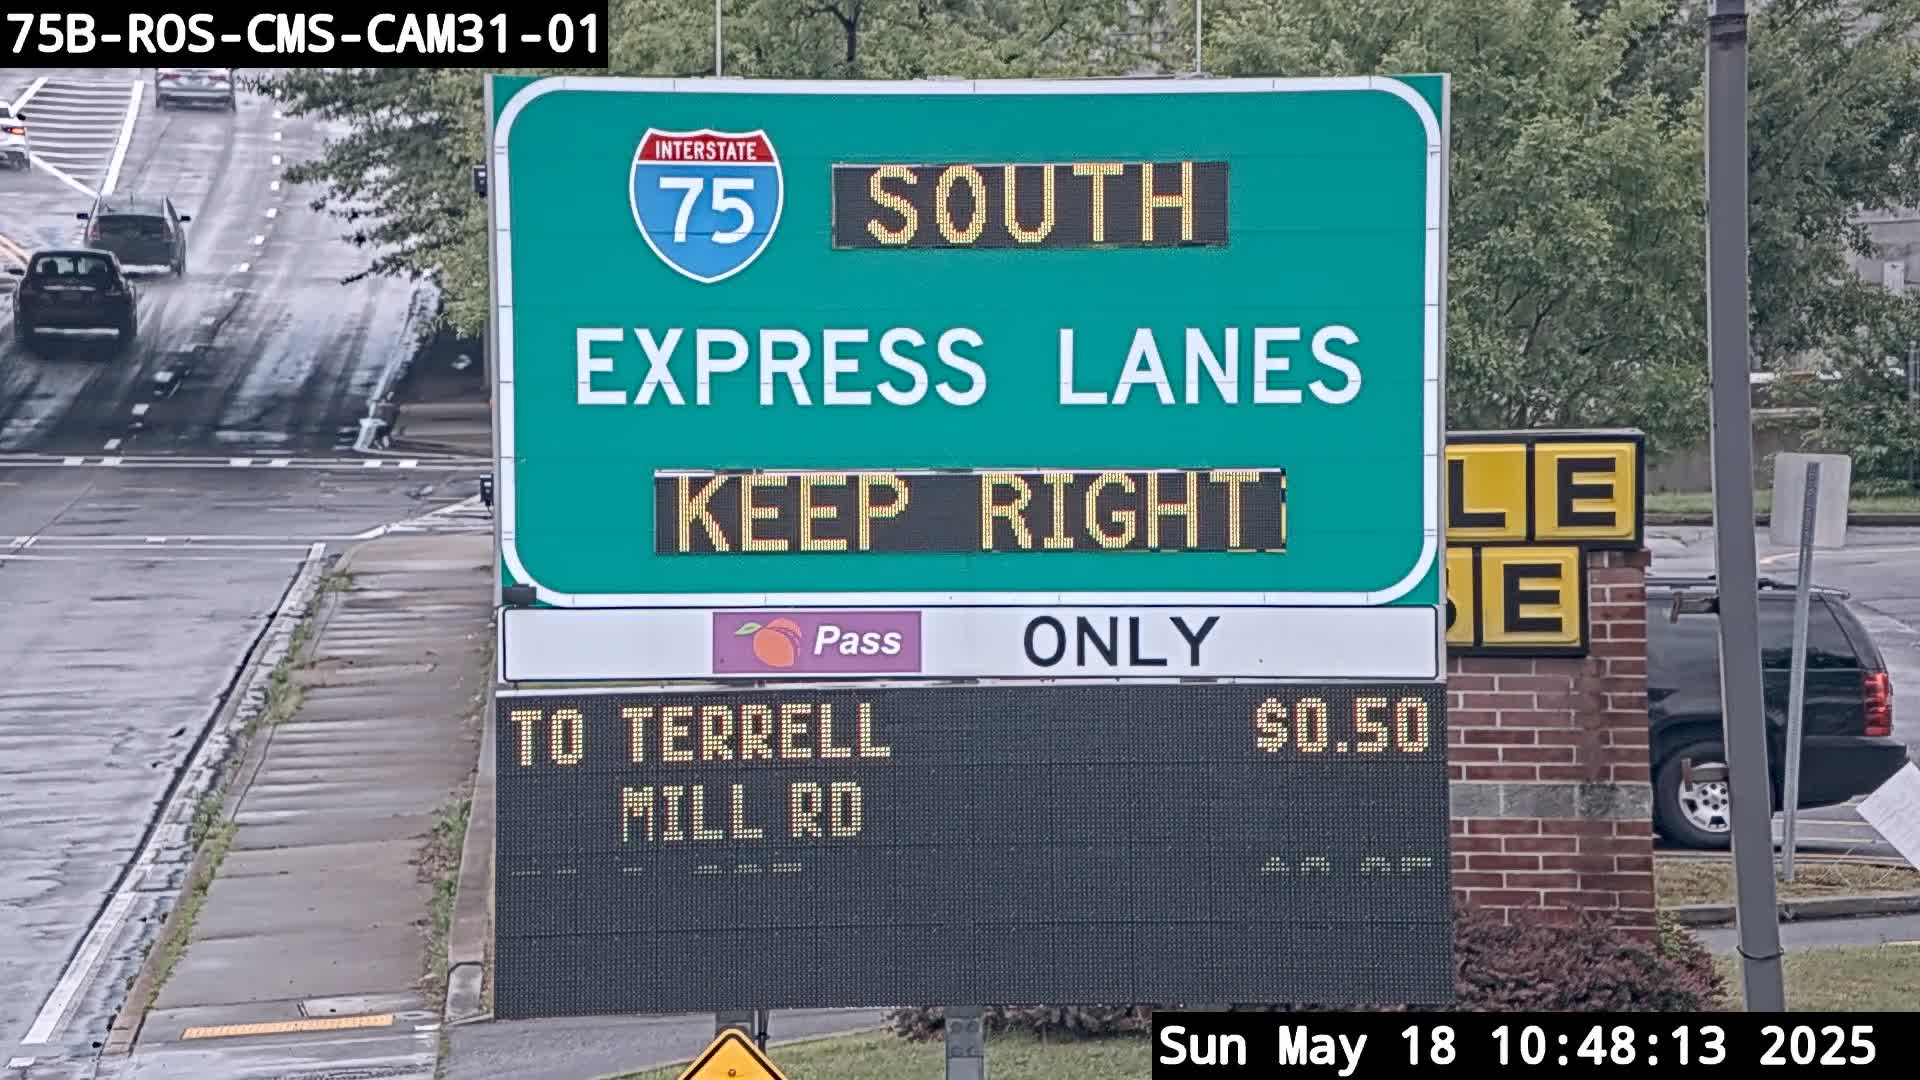 75B-ROS-CMS-CAM31-01
INTERSTATE
75
SOUTH
EXPRESS LANES
KEEP RIGHT
Pass ONLY
TO TERRELL $0.50
MILL RD
LE
E
Sun May 18 10:48:13 2025